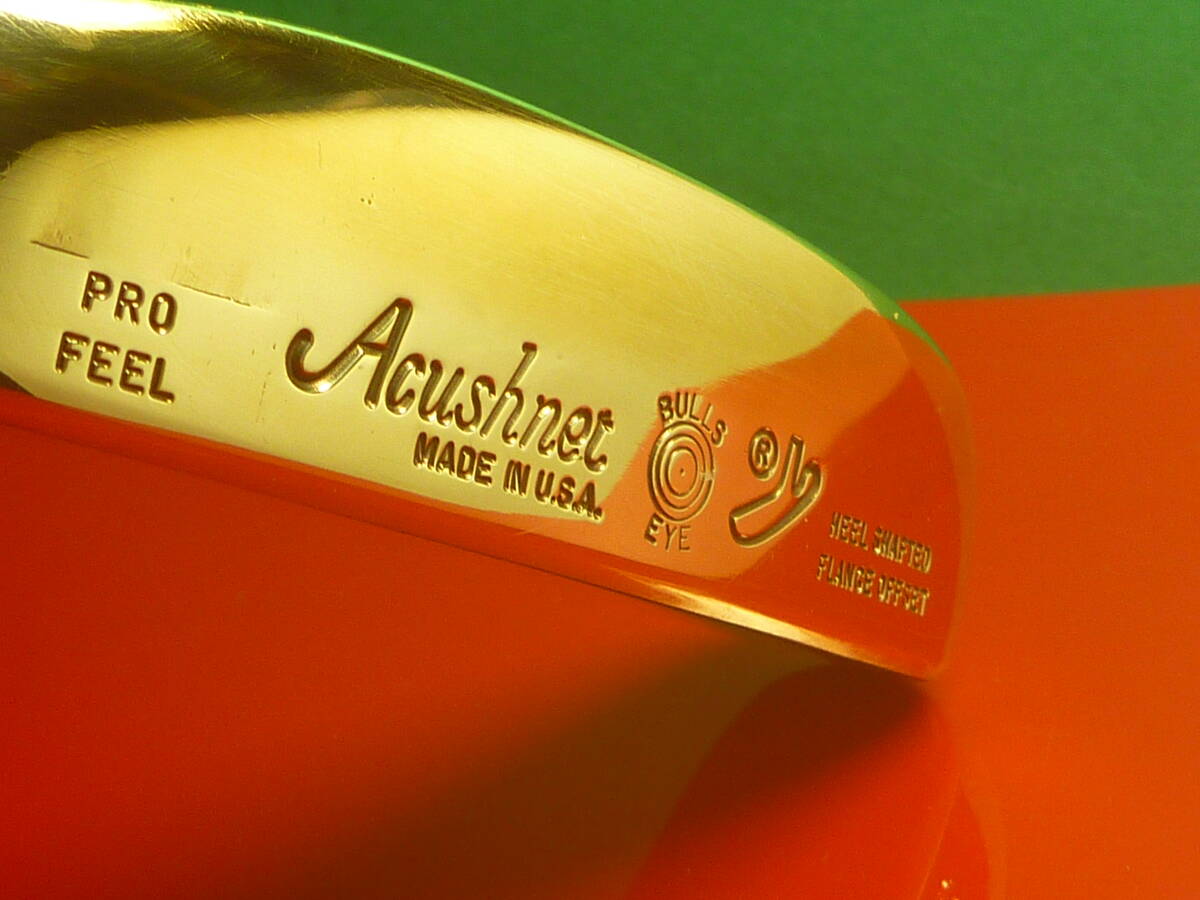 PRO
FEEL
Acushnet
MADE IN U.S.A.
BULLS
EYE
®
HEEL SHAFTED
FLANGE OFFSET